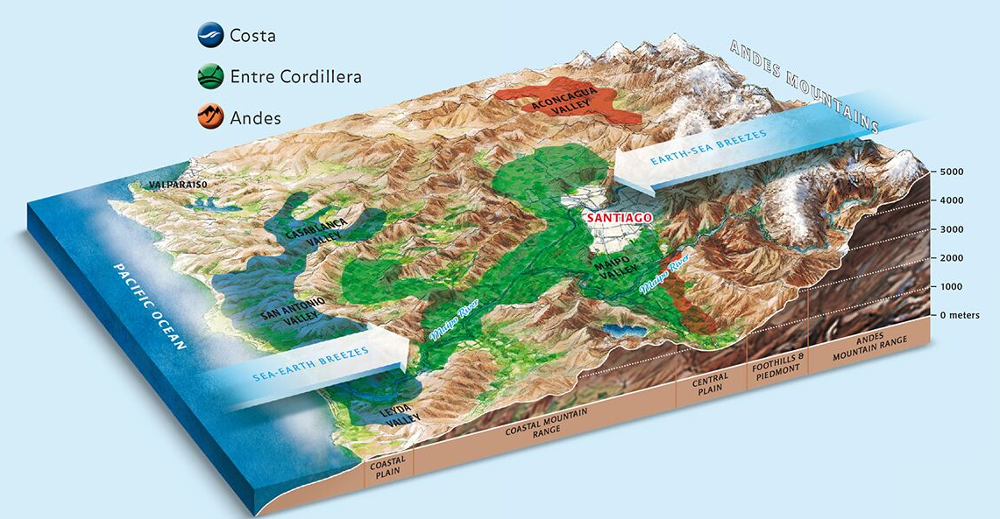 Costa
Entre Cordillera
Andes
ANDES MOUNTAINS
ACONCAGUA
VALLEY
EARTH-SEA BREEZES
VALPARAISO
5000
4000
3000
2000
1000
0 meters
SANTIAGO
CASABLANCA
VALLEY
MAIPO
VALLEY
Maipo River
PACIFIC OCEAN
SAN ANTONIO
VALLEY
Maipo River
SEA-EARTH BREEZES
LEYDA
VALLEY
COASTAL
PLAIN
COASTAL MOUNTAIN
RANGE
CENTRAL
PLAIN
FOOTHILLS &
PIEDMONT
ANDES
MOUNTAIN RANGE